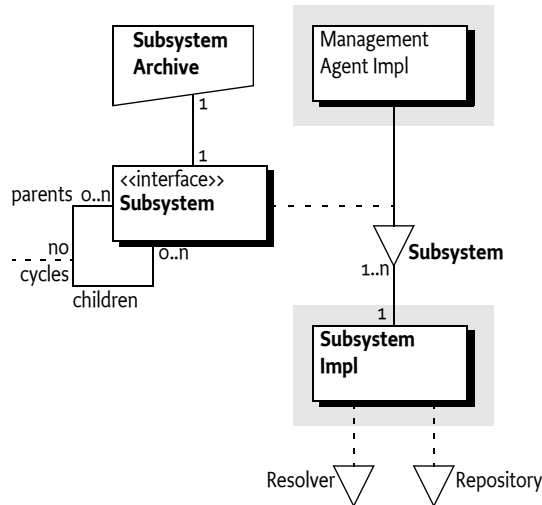 Subsystem
Archive
Management
Agent Impl
1
1
<<interface>>
Subsystem
parents 0..n
no
cycles
0..n
children
Subsystem
1..n
1
Subsystem
Impl
Resolver
Repository